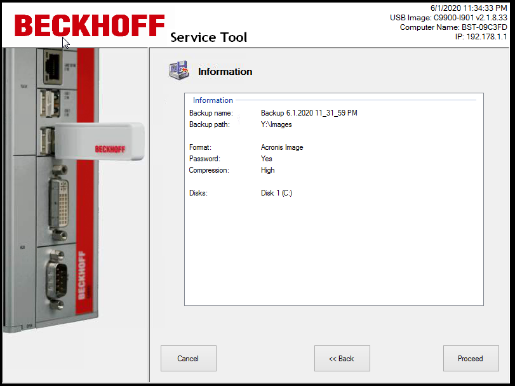 6/1/2020 11:34:33 PM
USB Image: C9900-I901 v2.1.8.33
Computer Name: BST-09C3FD
IP: 192.178.1.1
BECKHOFF Service Tool
Information
Information
Backup name: Backup 6.1.2020 11_31_59 PM
Backup path: Y:\Images
Format: Acronis Image
Password: Yes
Compression: High
Disks: Disk 1 (C:)
BECKHOFF
BECKHOFF
Cancel
<< Back
Proceed